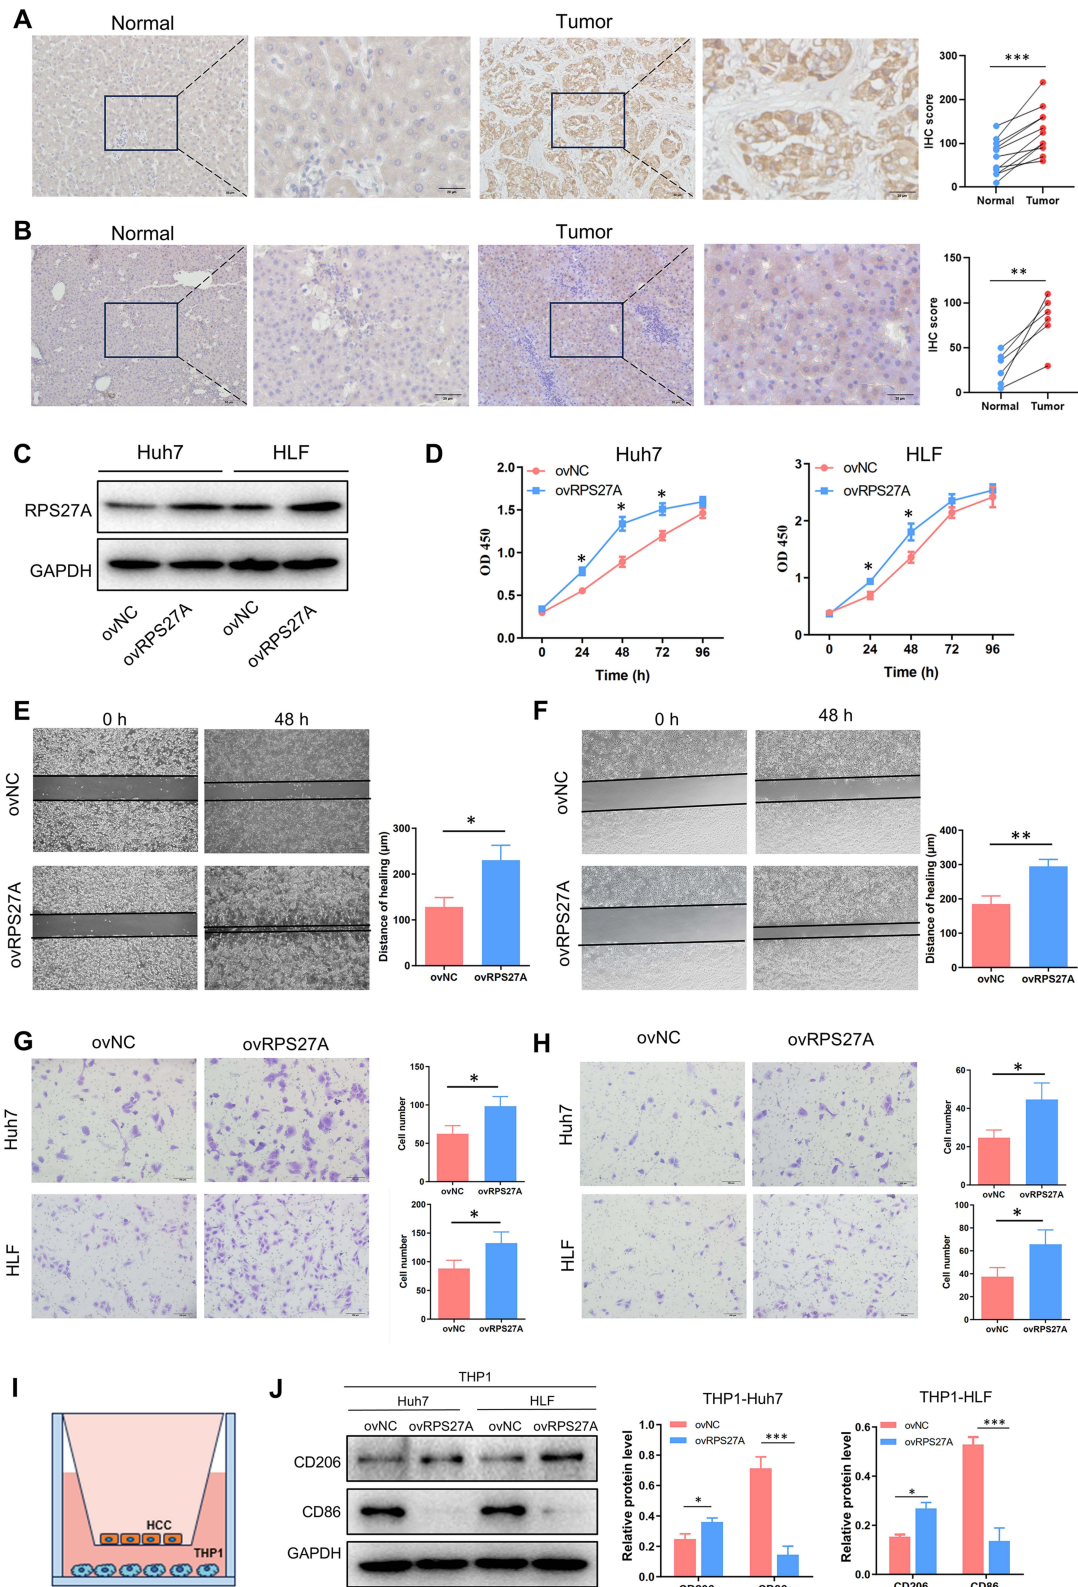 A
Normal
Tumor
***
IHC score
300
200
100
0
Normal Tumor
B
Normal
Tumor
**
IHC score
150
100
50
0
Normal Tumor
C
Huh7 HLF
RPS27A
GAPDH
ovNC ovRPS27A ovNC ovRPS27A
D
Huh7
ovNC
ovRPS27A
OD 450
2.0
1.5
1.0
0.5
0.0
* * *
0 24 48 72 96
Time (h)
HLF
ovNC
ovRPS27A
OD 450
3
2
1
0
* *
0 24 48 72 96
Time (h)
E
0 h 48 h
ovNC
ovRPS27A
Distance of healing (μm)
300
200
100
0
*
ovNC ovRPS27A
F
0 h 48 h
ovNC
ovRPS27A
Distance of healing (μm)
400
300
200
100
0
**
ovNC ovRPS27A
G
ovNC ovRPS27A
Huh7
Cell number
150
100
50
0
*
ovNC ovRPS27A
HLF
Cell number
200
150
100
50
0
*
ovNC ovRPS27A
H
ovNC ovRPS27A
Huh7
Cell number
60
40
20
0
*
ovNC ovRPS27A
HLF
Cell number
100
80
60
40
20
0
*
ovNC ovRPS27A
I
HCC
THP1
J
THP1
Huh7 HLF
ovNC ovRPS27A ovNC ovRPS27A
CD206
CD86
GAPDH
THP1-Huh7
ovNC
ovRPS27A
Relative protein level
1.0
0.8
0.6
0.4
0.2
0.0
* ***
THP1-HLF
ovNC
ovRPS27A
Relative protein level
0.6
0.4
0.2
0.0
* ***
CD206 CD86